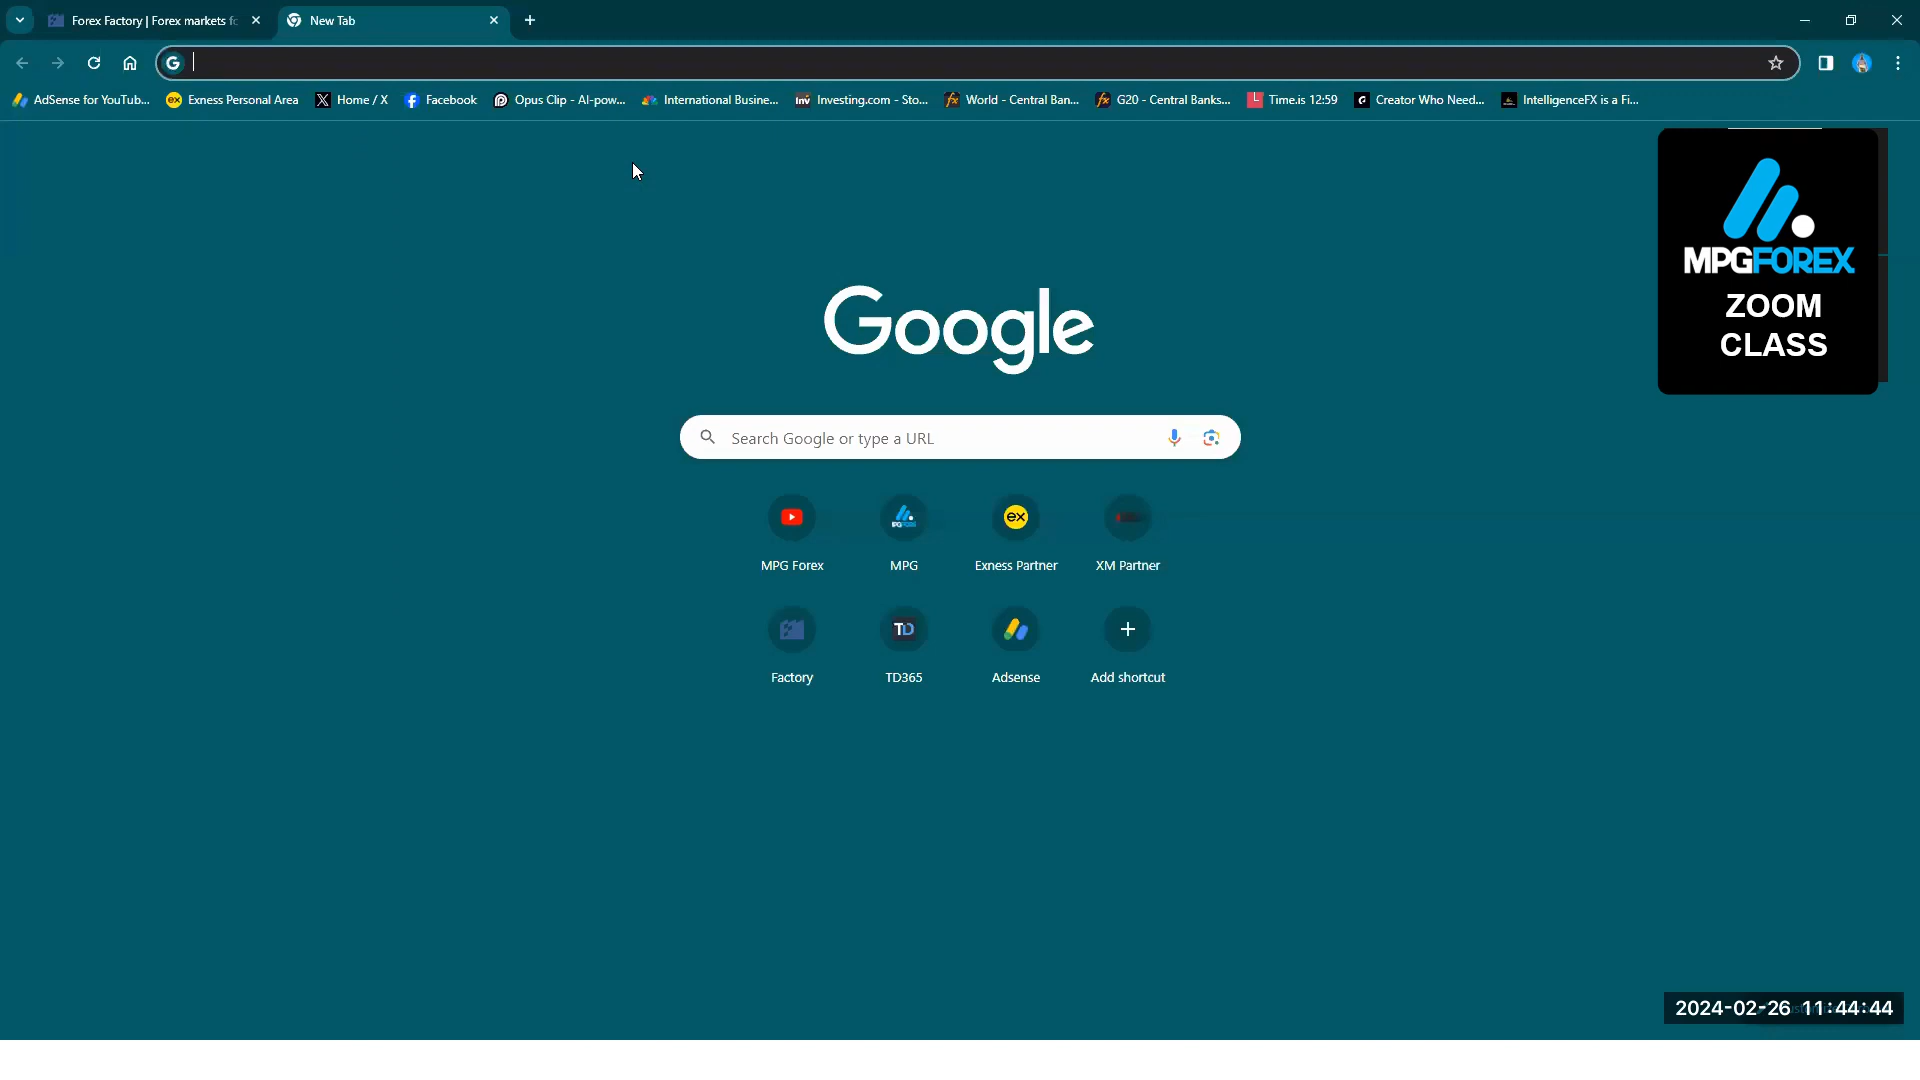 Forex Factory | Forex markets fo
New Tab
AdSense for YouTub...
Exness Personal Area
Home / X
Facebook
Opus Clip - AI-pow...
International Busine...
Investing.com - Sto...
World - Central Ban...
G20 - Central Banks...
Time.is 12:59
Creator Who Need...
IntelligenceFX is a Fi...
MPGFOREX
ZOOM
CLASS
Google
Search Google or type a URL
MPG Forex
MPG
Exness Partner
XM Partner
Factory
TD365
Adsense
Add shortcut
2024-02-26 11:44:44